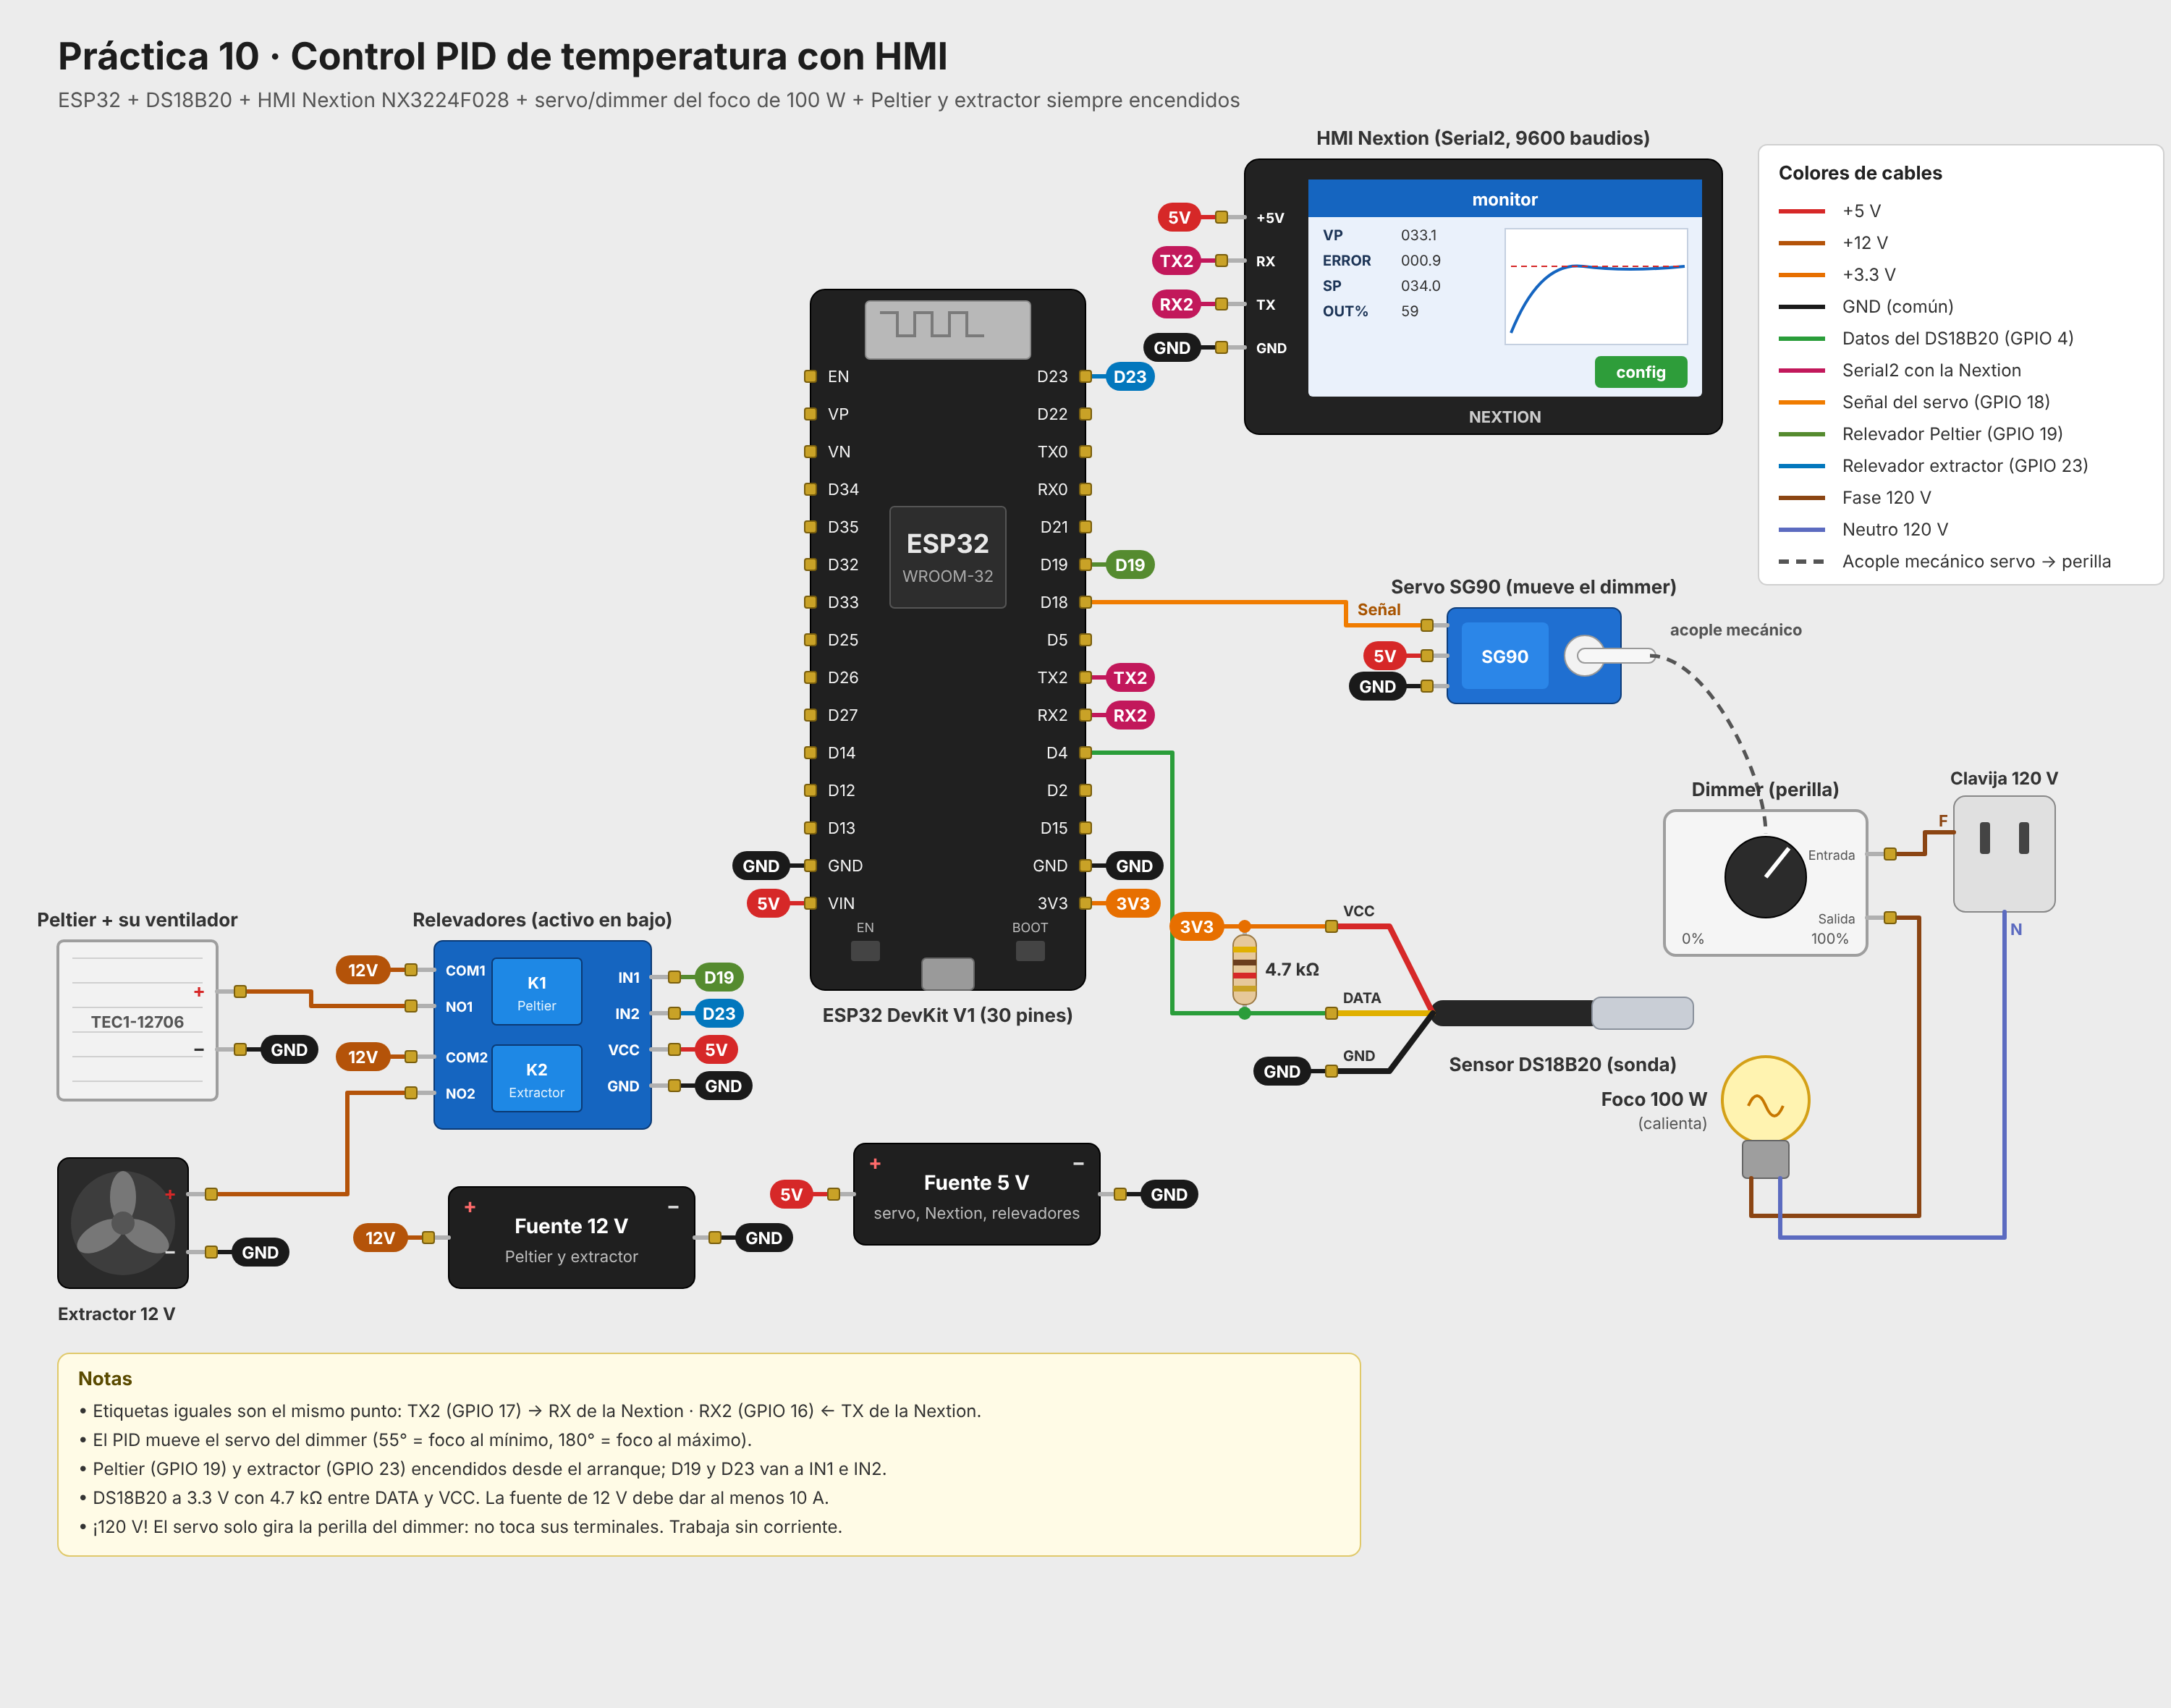 Práctica 10 · Control PID de temperatura con HMI
ESP32 + DS18B20 + HMI Nextion NX3224F028 + servo/dimmer del foco de 100 W + Peltier y extractor siempre encendidos
HMI Nextion (Serial2, 9600 baudios)
5V +5V
TX2 RX
RX2 TX
GND GND
monitor
VP 033.1
ERROR 000.9
SP 034.0
OUT% 59
config
NEXTION
Colores de cables
+5 V
+12 V
+3.3 V
GND (común)
Datos del DS18B20 (GPIO 4)
Serial2 con la Nextion
Señal del servo (GPIO 18)
Relevador Peltier (GPIO 19)
Relevador extractor (GPIO 23)
Fase 120 V
Neutro 120 V
Acople mecánico servo → perilla
EN D23 D23
VP D22
VN TX0
D34 RX0
D35 D21
D32 D19 D19
D33 D18
D25 D5
D26 TX2 TX2
D27 RX2 RX2
D14 D4
D12 D2
D13 D15
GND GND GND GND
5V VIN 3V3 3V3
EN BOOT
ESP32
WROOM-32
ESP32 DevKit V1 (30 pines)
Servo SG90 (mueve el dimmer)
Señal
5V
GND
SG90
acople mecánico
Dimmer (perilla)
Entrada
Salida
0% 100%
Clavija 120 V
F
N
Peltier + su ventilador
+
TEC1-12706
− GND
Relevadores (activo en bajo)
12V COM1
NO1
12V COM2
NO2
K1
Peltier
K2
Extractor
IN1 D19
IN2 D23
VCC 5V
GND GND
3V3 VCC
4.7 kΩ
DATA
GND GND
Sensor DS18B20 (sonda)
Foco 100 W
(calienta)
+
− GND
Extractor 12 V
+ −
Fuente 12 V
Peltier y extractor
12V GND
+ −
Fuente 5 V
servo, Nextion, relevadores
5V GND
Notas
• Etiquetas iguales son el mismo punto: TX2 (GPIO 17) → RX de la Nextion · RX2 (GPIO 16) ← TX de la Nextion.
• El PID mueve el servo del dimmer (55° = foco al mínimo, 180° = foco al máximo).
• Peltier (GPIO 19) y extractor (GPIO 23) encendidos desde el arranque; D19 y D23 van a IN1 e IN2.
• DS18B20 a 3.3 V con 4.7 kΩ entre DATA y VCC. La fuente de 12 V debe dar al menos 10 A.
• ¡120 V! El servo solo gira la perilla del dimmer: no toca sus terminales. Trabaja sin corriente.